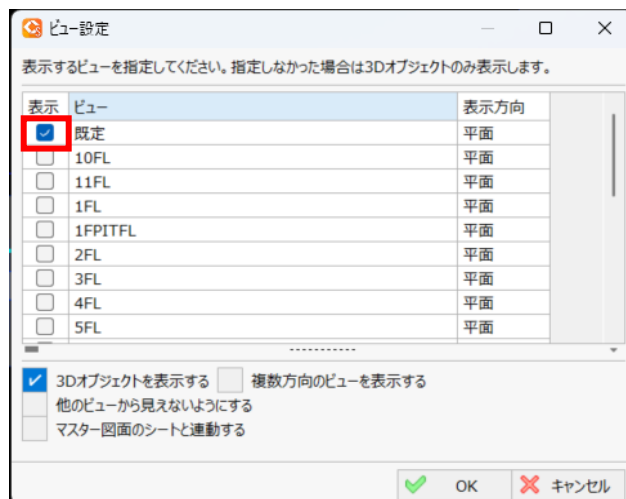 ビュー設定
表示するビューを指定してください。指定しなかった場合は3Dオブジェクトのみ表示します。
表示 ビュー 表示方向
既定 平面
10FL 平面
11FL 平面
1FL 平面
1FPITFL 平面
2FL 平面
3FL 平面
4FL 平面
5FL 平面
3Dオブジェクトを表示する 複数方向のビューを表示する
他のビューから見えないようにする
マスター図面のシートと連動する
OK キャンセル